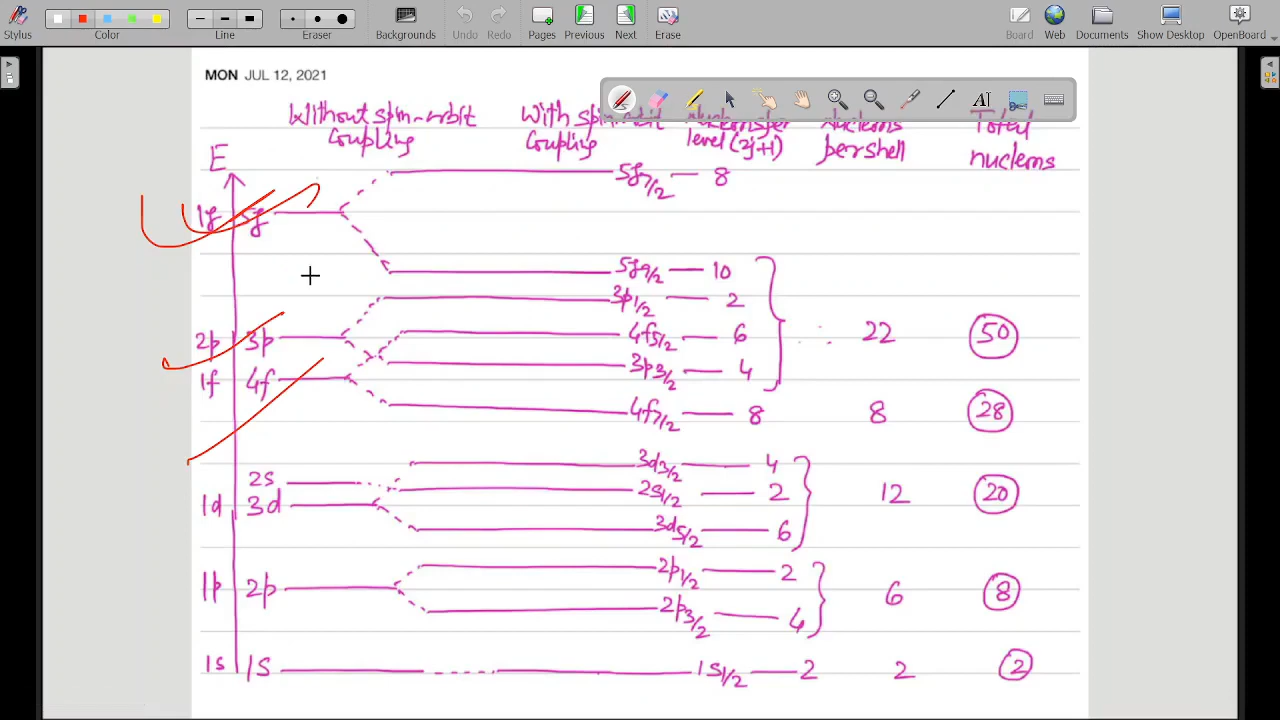 Stylus Color Line Eraser Backgrounds Undo Redo Pages Previous Next Erase Board Web Documents Show Desktop OpenBoard
MON JUL 12, 2021
Without spin-orbit coupling
With spin-orbit coupling
level (2j+1)
Nucleons per shell
Total nucleons
E
5g7/2 — 8
1g 5g
5g9/2 — 10
3p1/2 — 2
2p 3p
4f5/2 — 6
22
50
3p3/2 — 4
1f 4f
4f7/2 — 8
8
28
3d3/2 — 4
2s
2s1/2 — 2
12
20
1d 3d
3d5/2 — 6
2p1/2 — 2
1p 2p
6
8
2p3/2 — 4
1s 1s
1s1/2 — 2
2
2